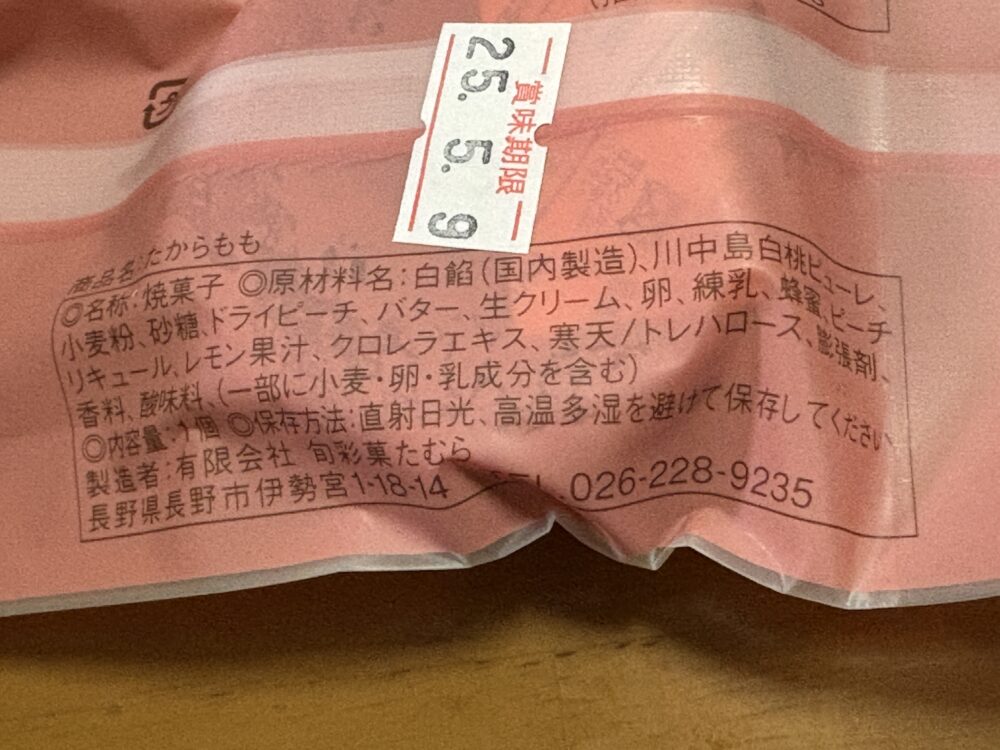 賞味期限
25. 5. 9
商品名:たからもも
◎名称:焼菓子 ◎原材料名:白餡(国内製造)、川中島白桃ピューレ、
小麦粉、砂糖、ドライピーチ、バター、生クリーム、卵、練乳、蜂蜜、ピーチ
リキュール、レモン果汁、クロレラエキス、寒天/トレハロース、膨張剤、
香料、酸味料、(一部に小麦・卵・乳成分を含む)
◎内容量:1個 ◎保存方法:直射日光、高温多湿を避けて保存してください
製造者:有限会社 旬彩菓たむら
長野県長野市伊勢宮1-18-14 TEL.026-228-9235